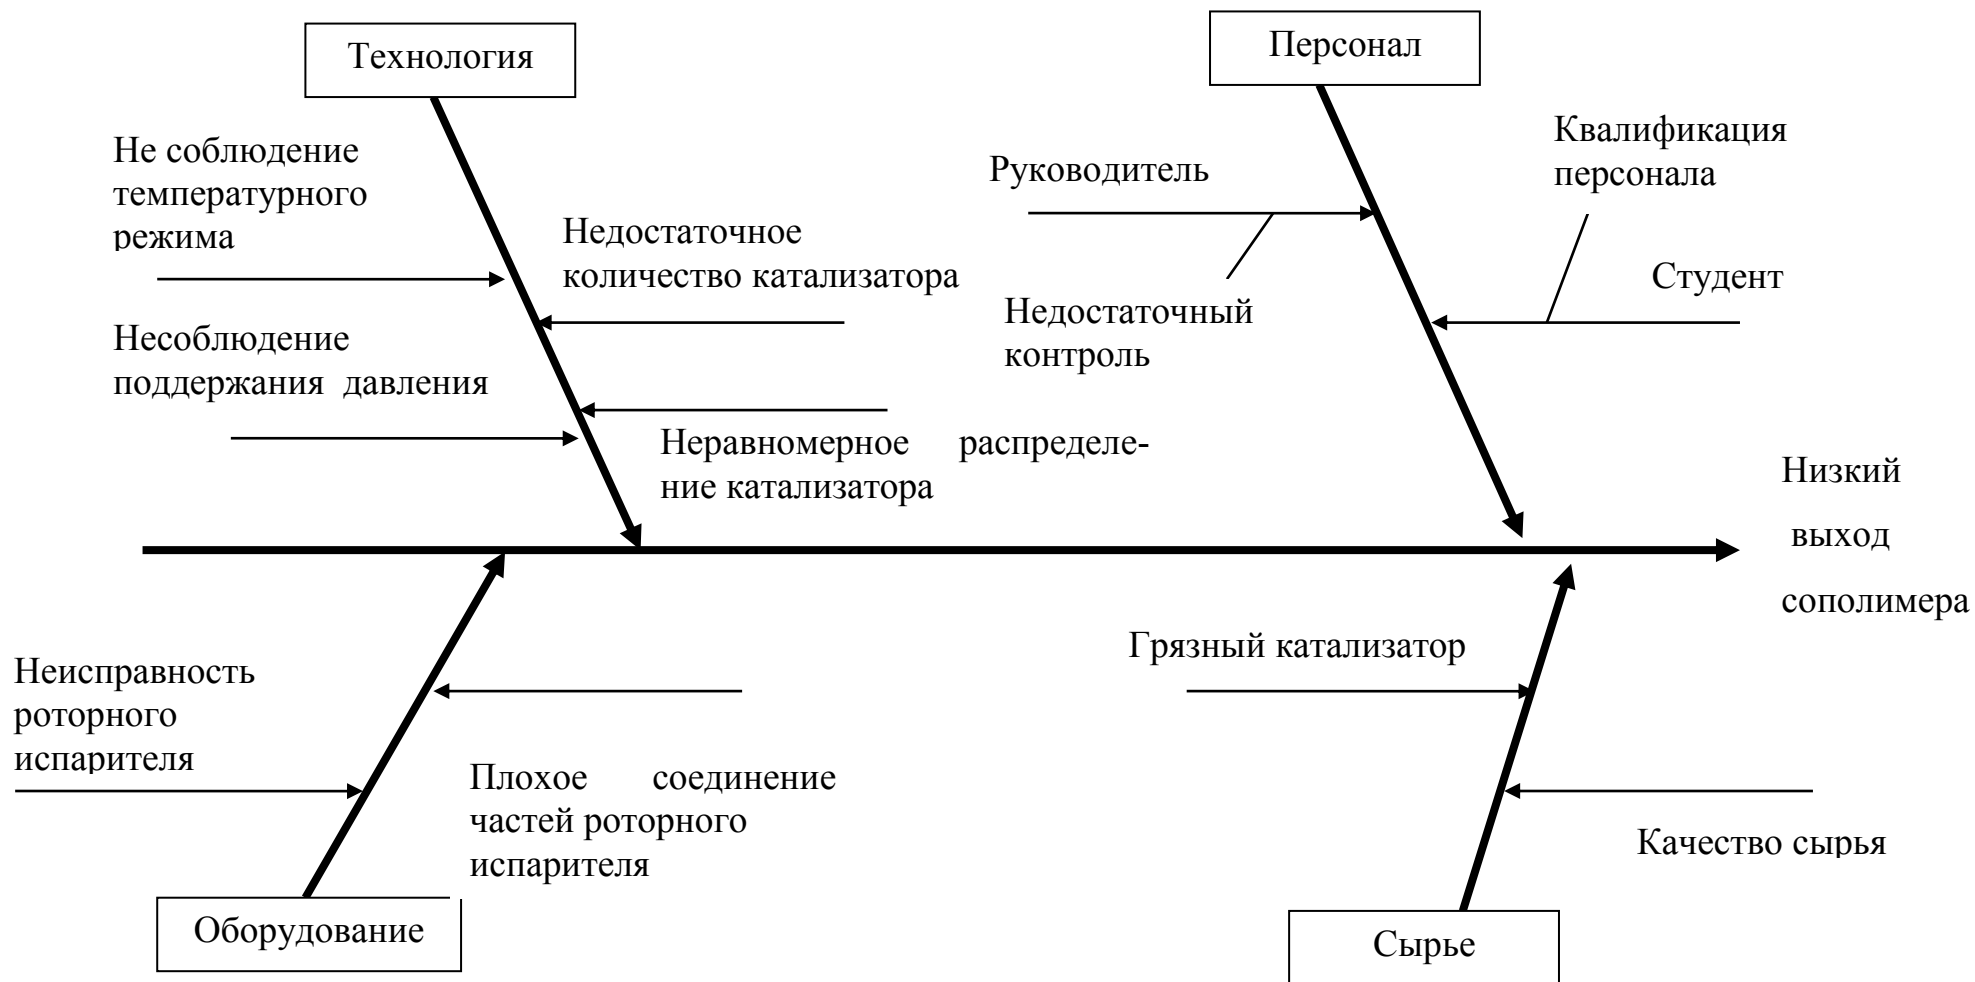 Технология
Персонал
Не соблюдение
температурного
режима
Недостаточное
количество катализатора
Руководитель
Квалификация
персонала
Студент
Недостаточный
контроль
Несоблюдение
поддержания давления
Неравномерное распределе-
ние катализатора
Низкий
выход
сополимера
Неисправность
роторного
испарителя
Плохое соединение
частей роторного
испарителя
Грязный катализатор
Качество сырья
Оборудование
Сырье